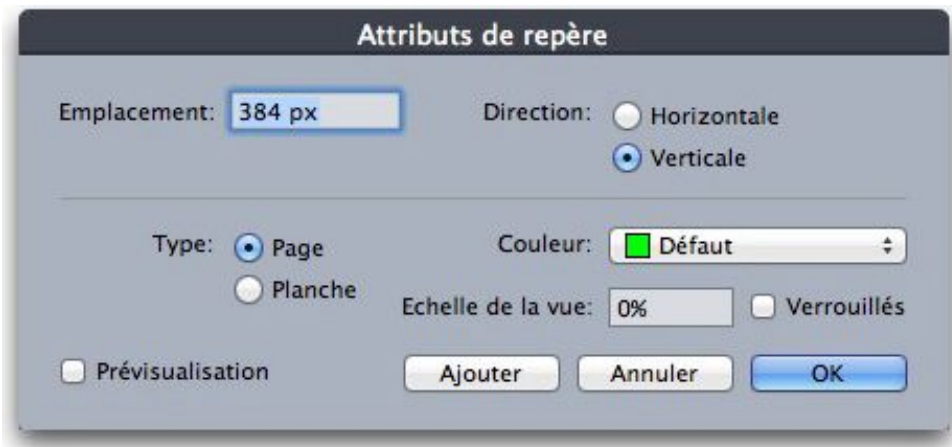 Attributs de repère
Emplacement: 384 px
Direction: Horizontale
Verticale
Type: Page
Planche
Couleur: Défaut
Echelle de la vue: 0% Verrouillés
Prévisualisation Ajouter Annuler OK